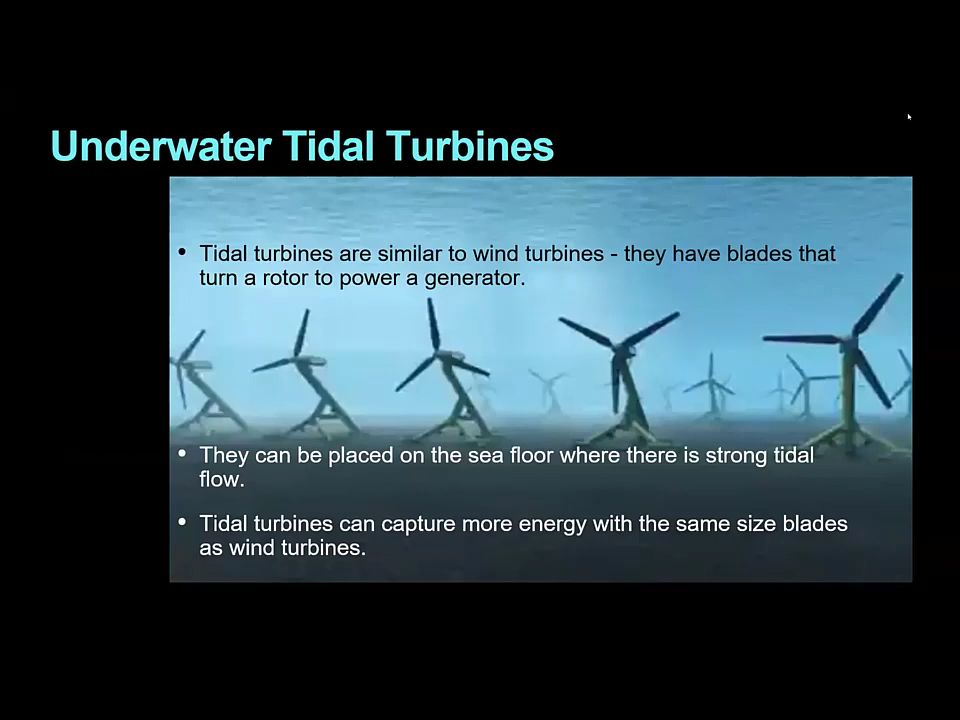 Underwater Tidal Turbines
• Tidal turbines are similar to wind turbines - they have blades that
turn a rotor to power a generator.
• They can be placed on the sea floor where there is strong tidal
flow.
• Tidal turbines can capture more energy with the same size blades
as wind turbines.